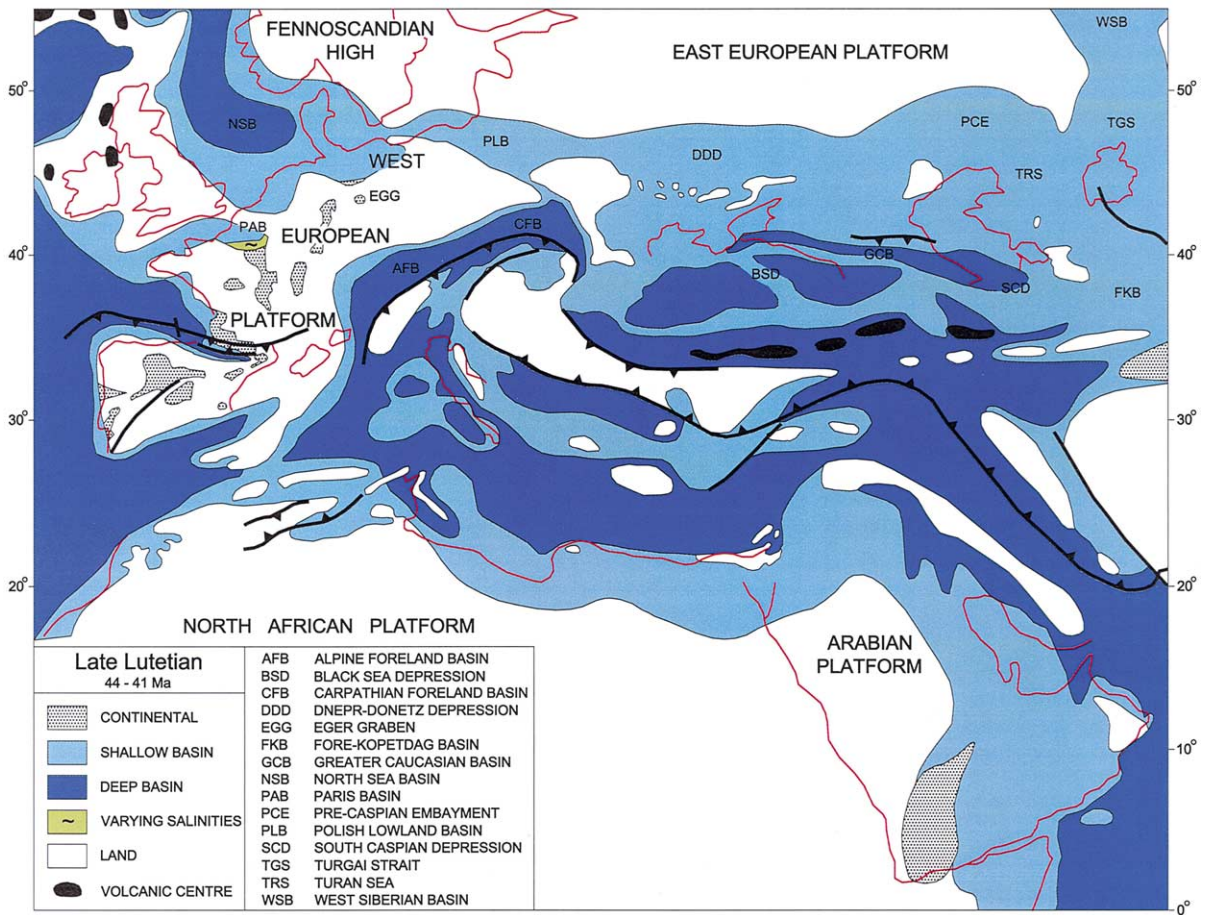 FENNOSCANDIAN
HIGH
EAST EUROPEAN PLATFORM
WSB
50°
50°
NSB
PLB
WEST
DDD
PCE
TGS
TRS
EGG
PAB
~
EUROPEAN
CFB
40°
40°
AFB
BSD
GCB
SCD
FKB
PLATFORM
30°
30°
20°
20°
NORTH AFRICAN PLATFORM
ARABIAN
PLATFORM
10°
0°
Late Lutetian
44 - 41 Ma
CONTINENTAL
SHALLOW BASIN
DEEP BASIN
~ VARYING SALINITIES
LAND
VOLCANIC CENTRE
AFB ALPINE FORELAND BASIN
BSD BLACK SEA DEPRESSION
CFB CARPATHIAN FORELAND BASIN
DDD DNEPR-DONETZ DEPRESSION
EGG EGER GRABEN
FKB FORE-KOPETDAG BASIN
GCB GREATER CAUCASIAN BASIN
NSB NORTH SEA BASIN
PAB PARIS BASIN
PCE PRE-CASPIAN EMBAYMENT
PLB POLISH LOWLAND BASIN
SCD SOUTH CASPIAN DEPRESSION
TGS TURGAI STRAIT
TRS TURAN SEA
WSB WEST SIBERIAN BASIN